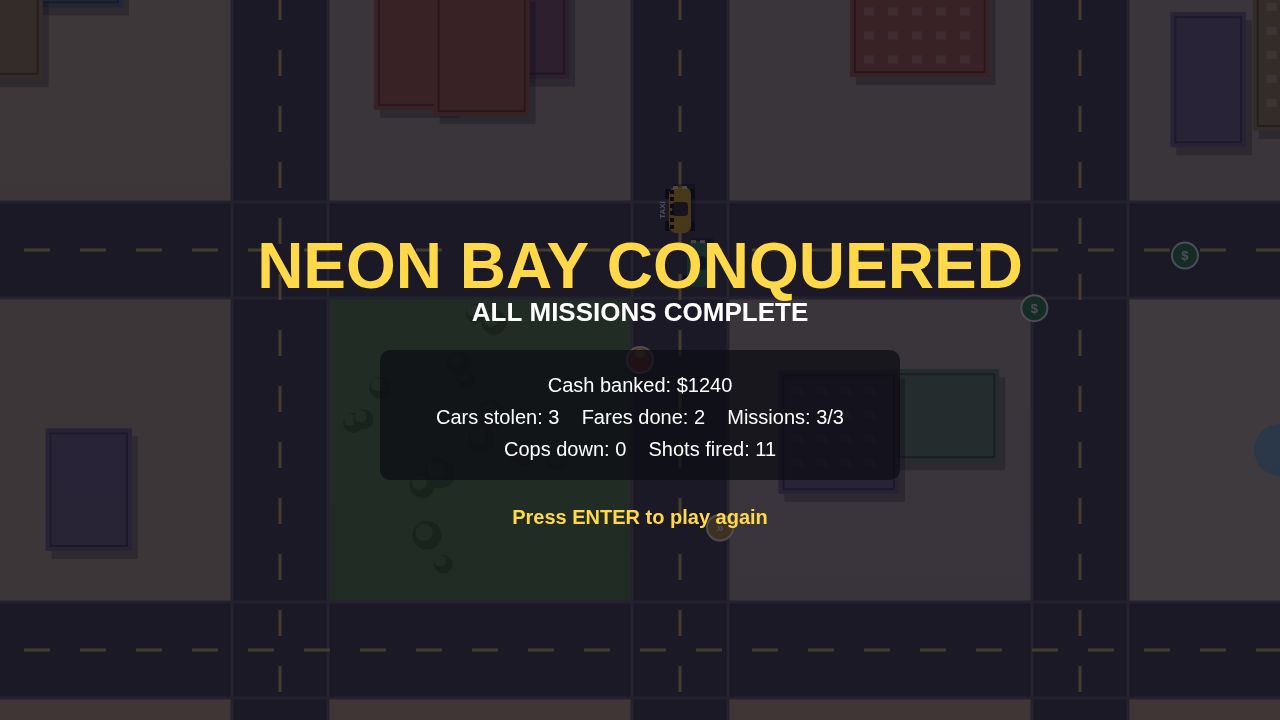 TAXI
NEON BAY CONQUERED
$
ALL MISSIONS COMPLETE
$
Cash banked: $1240
Cars stolen: 3    Fares done: 2    Missions: 3/3
Cops down: 0    Shots fired: 11
Press ENTER to play again